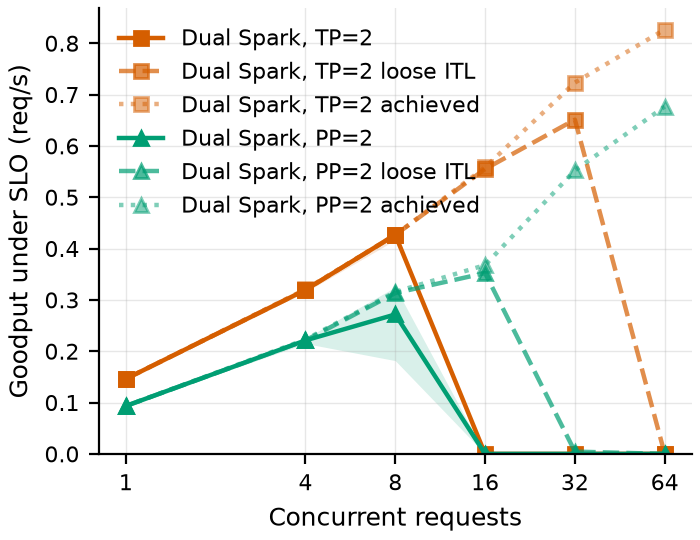 Goodput under SLO (req/s)
0.8
0.7
0.6
0.5
0.4
0.3
0.2
0.1
0.0
Dual Spark, TP=2
Dual Spark, TP=2 loose ITL
Dual Spark, TP=2 achieved
Dual Spark, PP=2
Dual Spark, PP=2 loose ITL
Dual Spark, PP=2 achieved
1 4 8 16 32 64
Concurrent requests